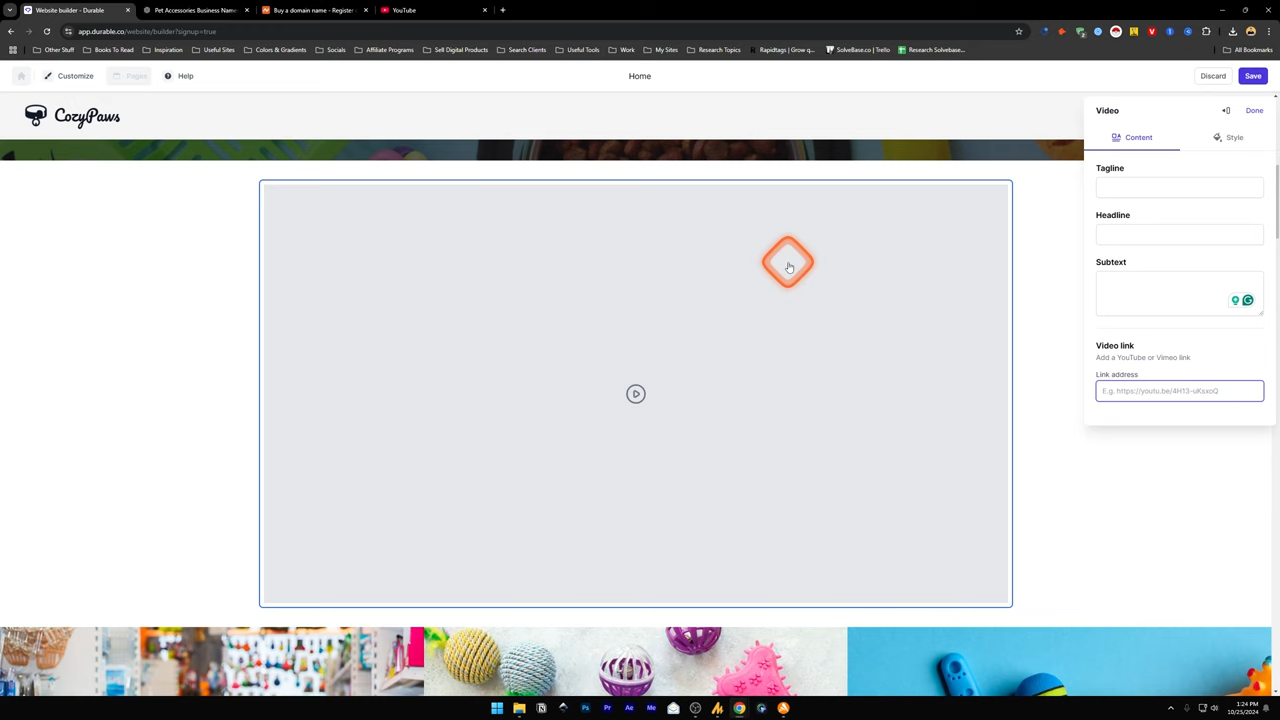 Website builder - Durable
Pet Accessories Business Name
Buy a domain name - Register
YouTube
app.durable.co/website/builder?signup=true
Other Stuff
Books To Read
Inspiration
Useful Sites
Colors & Gradients
Socials
Affiliate Programs
Sell Digital Products
Search Clients
Useful Tools
Work
My Sites
Research Topics
Rapidtags | Grow q...
SolveBase.co | Trello
Research Solvebase...
All Bookmarks
Customize
Pages
Help
Home
Discard
Save
CozyPaws
Video
Done
Content
Style
Tagline
Headline
Subtext
Video link
Add a YouTube or Vimeo link
Link address
E.g. https://youtu.be/4H13-uKsxoQ
1:24 PM
10/25/2024